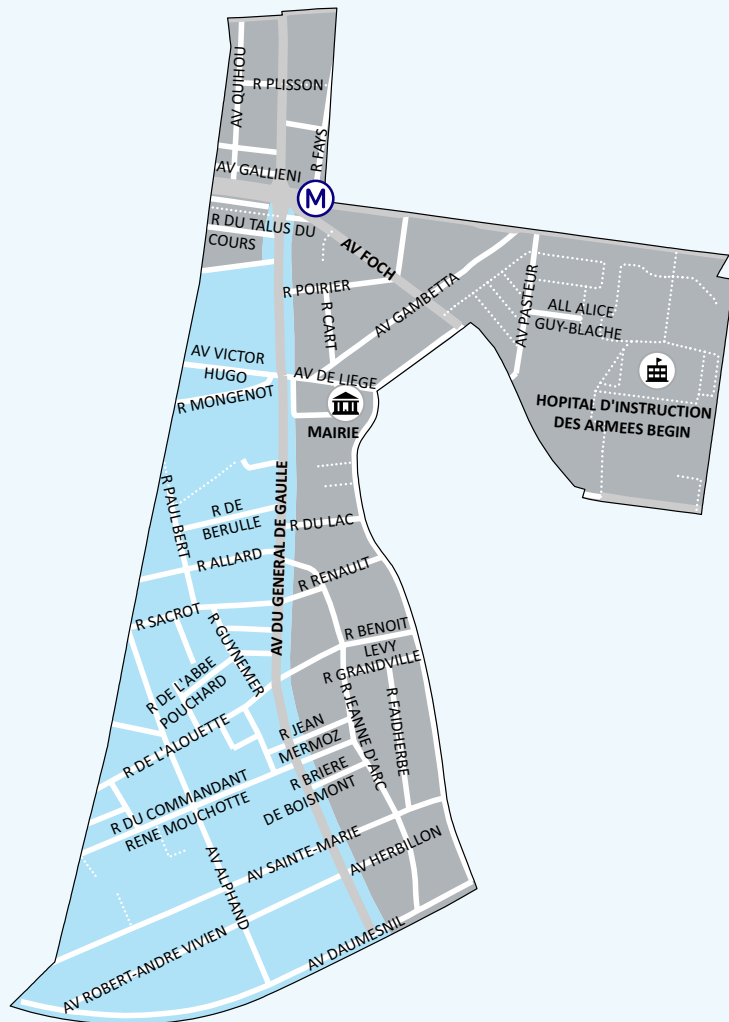 AV QUIHOU
R PLISSON
R FAYS
AV GALLIENI
M
R DU TALUS DU
COURS
AV FOCH
R POIRIER
R CART
AV GAMBETTA
AV PASTEUR
ALL ALICE
GUY-BLACHE
AV VICTOR
HUGO
AV DE LIEGE
R MONGENOT
MAIRIE
HOPITAL D'INSTRUCTION
DES ARMEES BEGIN
R PAUL BERT
R DE
BERULLE
AV DU GENERAL DE GAULLE
R DU LAC
R ALLARD
R RENAULT
R SACROT
R GUYNEMER
R BENOIT
LEVY
R GRANDVILLE
R DE L'ABBE
POUCHARD
R JEANNE D'ARC
R FAIDHERBE
R DE L'ALOUETTE
R JEAN
MERMOZ
R BRIERE
DE BOISMONT
R DU COMMANDANT
RENE MOUCHOTTE
AV SAINTE-MARIE
AV HERBILLON
AV ALPHAND
AV ROBERT-ANDRE VIVIEN
AV DAUMESNIL